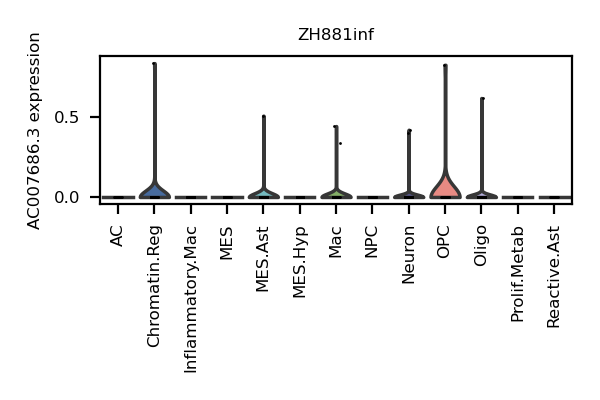 ZH881inf
AC007686.3 expression
0.5
0.0
AC
Chromatin.Reg
Inflammatory.Mac
MES
MES.Ast
MES.Hyp
Mac
NPC
Neuron
OPC
Oligo
Prolif.Metab
Reactive.Ast